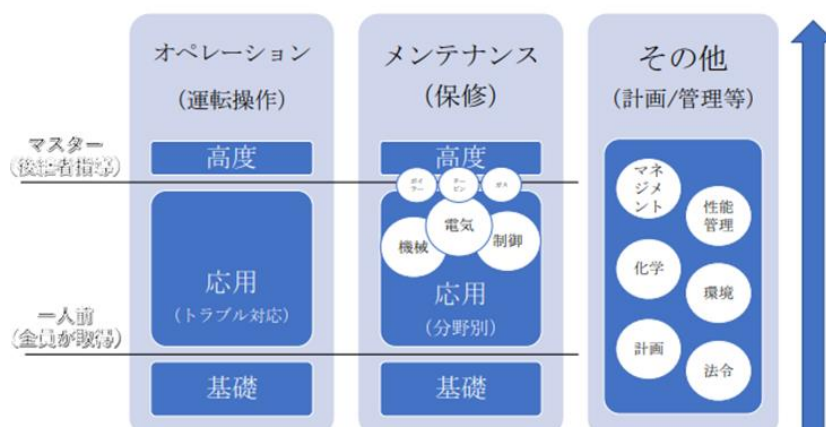 オペレーション
(運転操作)
メンテナンス
(保修)
その他
(計画/管理等)
マスター
(後継者指導)
高度
高度
ボイ
ラー
ター
ビン
ガス
電気
機械
制御
応用
(トラブル対応)
応用
(分野別)
一人前
(全員が取得)
基礎
基礎
マネ
ジメ
ント
性能
管理
化学
環境
計画
法令